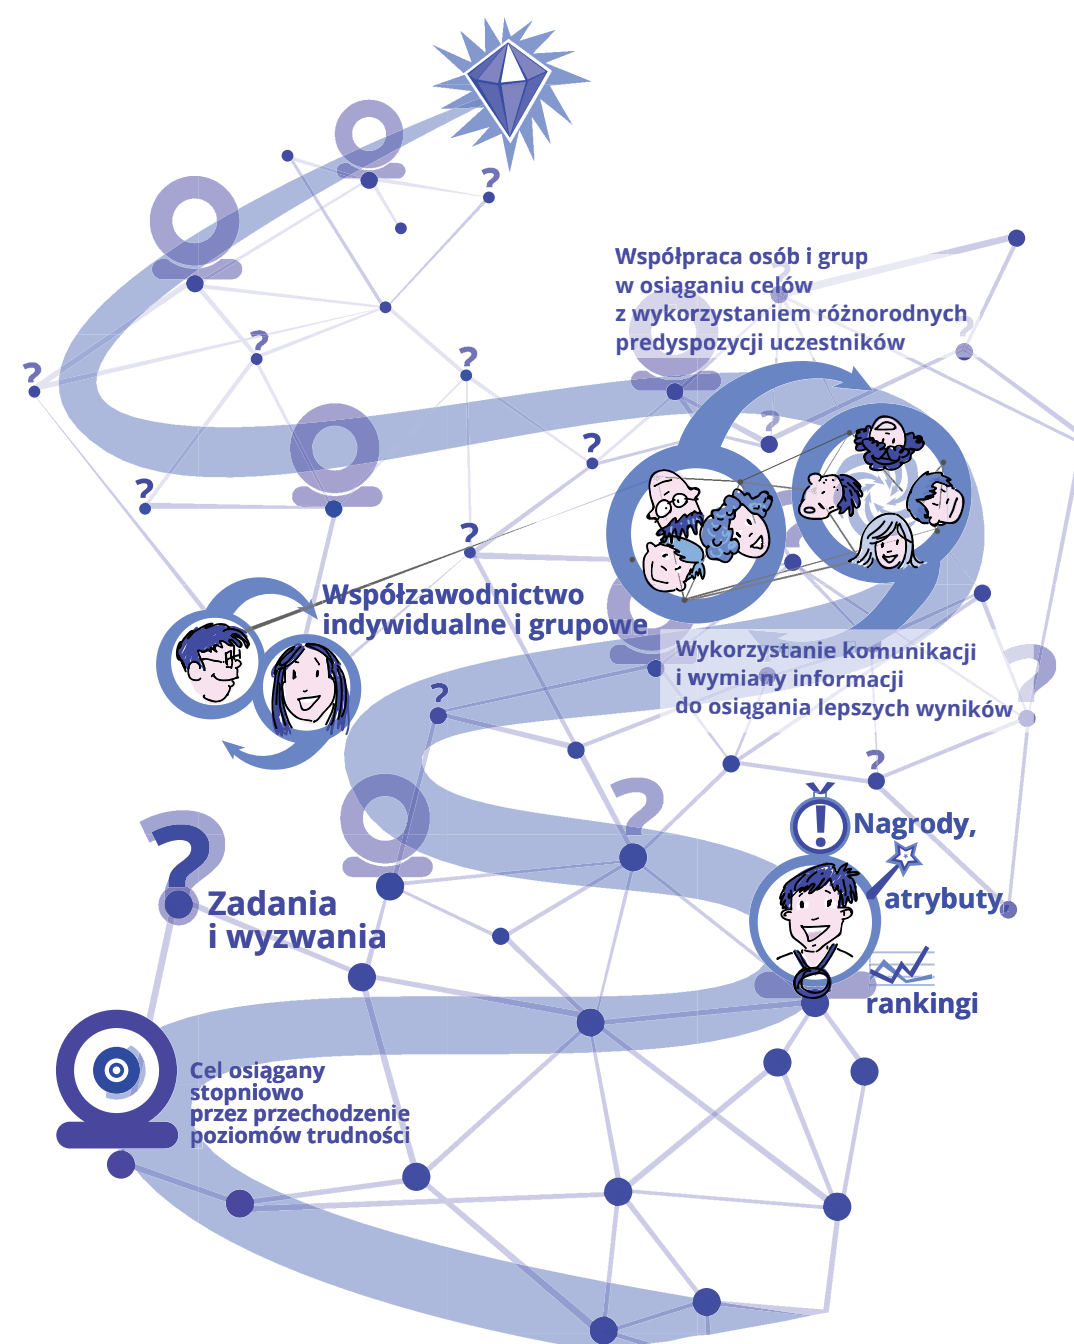 ?
?
Współpraca osób i grup
w osiąganiu celów
z wykorzystaniem różnorodnych
predyspozycji uczestników
?
?
?
?
?
?
?
?
Współzawodnictwo
indywidualne i grupowe
Wykorzystanie komunikacji
i wymiany informacji
do osiągania lepszych wyników
?
?
?
?
!
Nagrody,
?
Zadania
i wyzwania
atrybuty,
rankingi
Cel osiągany
stopniowo
przez przechodzenie
poziomów trudności